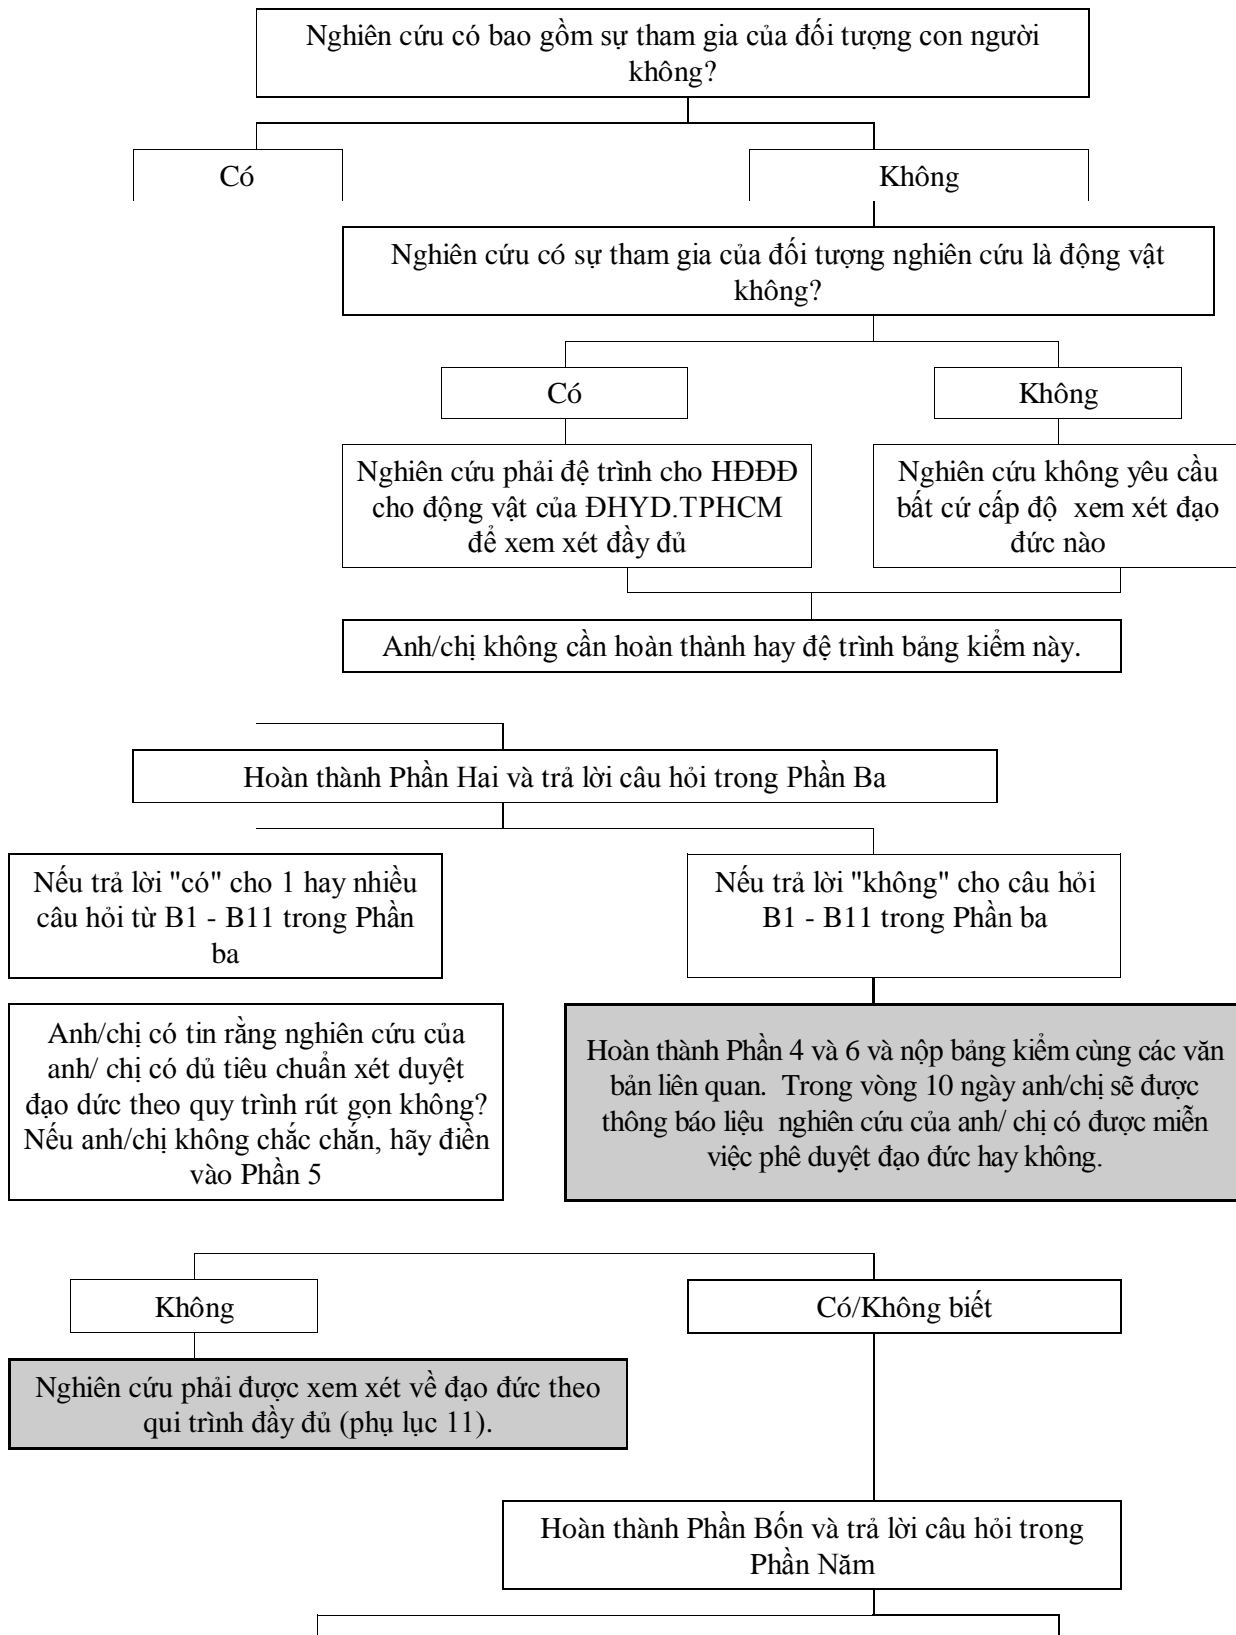 Nghiên cứu có bao gồm sự tham gia của đối tượng con người
không?
Có
Không
Nghiên cứu có sự tham gia của đối tượng nghiên cứu là động vật
không?
Có
Không
Nghiên cứu phải đệ trình cho HĐĐĐ
cho động vật của ĐHYD.TPHCM
để xem xét đầy đủ
Nghiên cứu không yêu cầu
bất cứ cấp độ xem xét đạo
đức nào
Anh/chị không cần hoàn thành hay đệ trình bảng kiểm này.
Hoàn thành Phần Hai và trả lời câu hỏi trong Phần Ba
Nếu trả lời "có" cho 1 hay nhiều
câu hỏi từ B1 - B11 trong Phần
ba
Nếu trả lời "không" cho câu hỏi
B1 - B11 trong Phần ba
Anh/chị có tin rằng nghiên cứu của
anh/ chị có dủ tiêu chuẩn xét duyệt
đạo dức theo quy trình rút gọn không?
Nếu anh/chị không chắc chắn, hãy điền
vào Phần 5
Hoàn thành Phần 4 và 6 và nộp bảng kiểm cùng các văn
bản liên quan. Trong vòng 10 ngày anh/chị sẽ được
thông báo liệu nghiên cứu của anh/ chị có được miễn
việc phê duyệt đạo đức hay không.
Không
Có/Không biết
Nghiên cứu phải được xem xét về đạo đức theo
qui trình đầy đủ (phụ lục 11).
Hoàn thành Phần Bốn và trả lời câu hỏi trong
Phần Năm